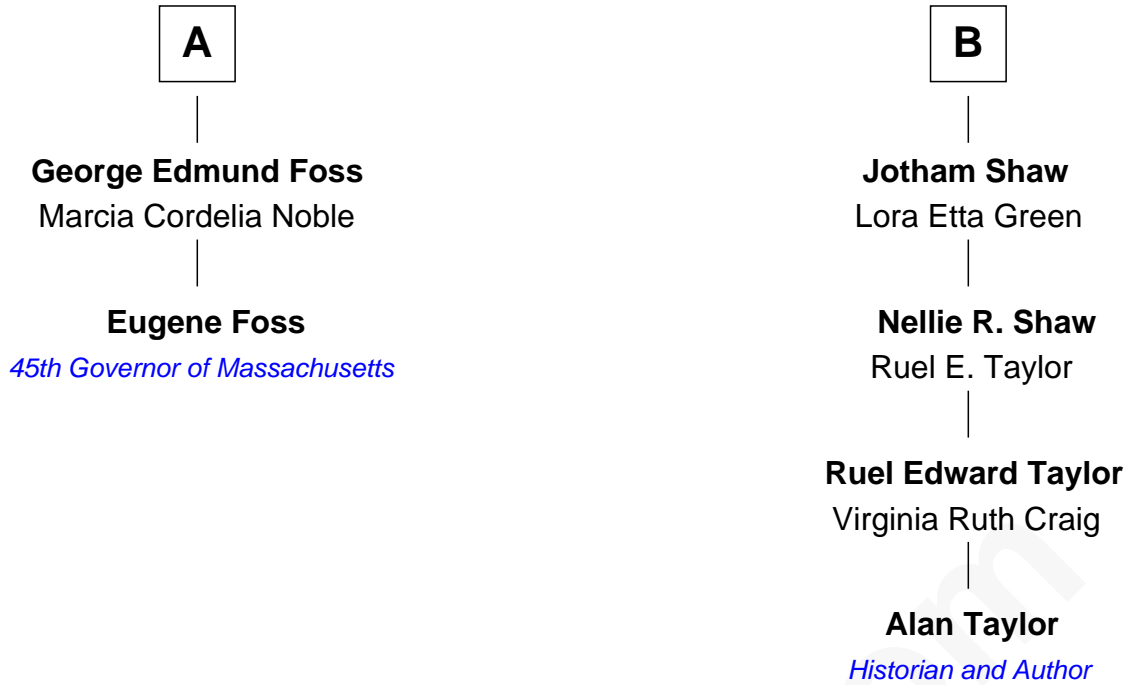 A
George Edmund Foss
Marcia Cordelia Noble
Eugene Foss
45th Governor of Massachusetts
B
Jotham Shaw
Lora Etta Green
Nellie R. Shaw
Ruel E. Taylor
Ruel Edward Taylor
Virginia Ruth Craig
Alan Taylor
Historian and Author